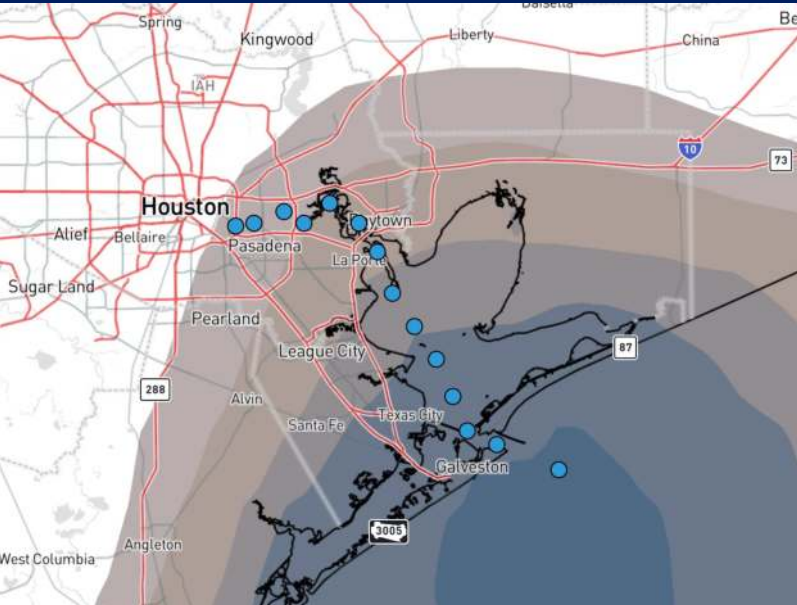 Daisetta
Spring
Kingwood
Liberty
China
Be
IAH
10
73
Houston
Baytown
Alief
Bellaire
Pasadena
La Porte
Sugar Land
Pearland
League City
87
288
Alvin
Texas City
Santa Fe
Galveston
3005
Angleton
West Columbia